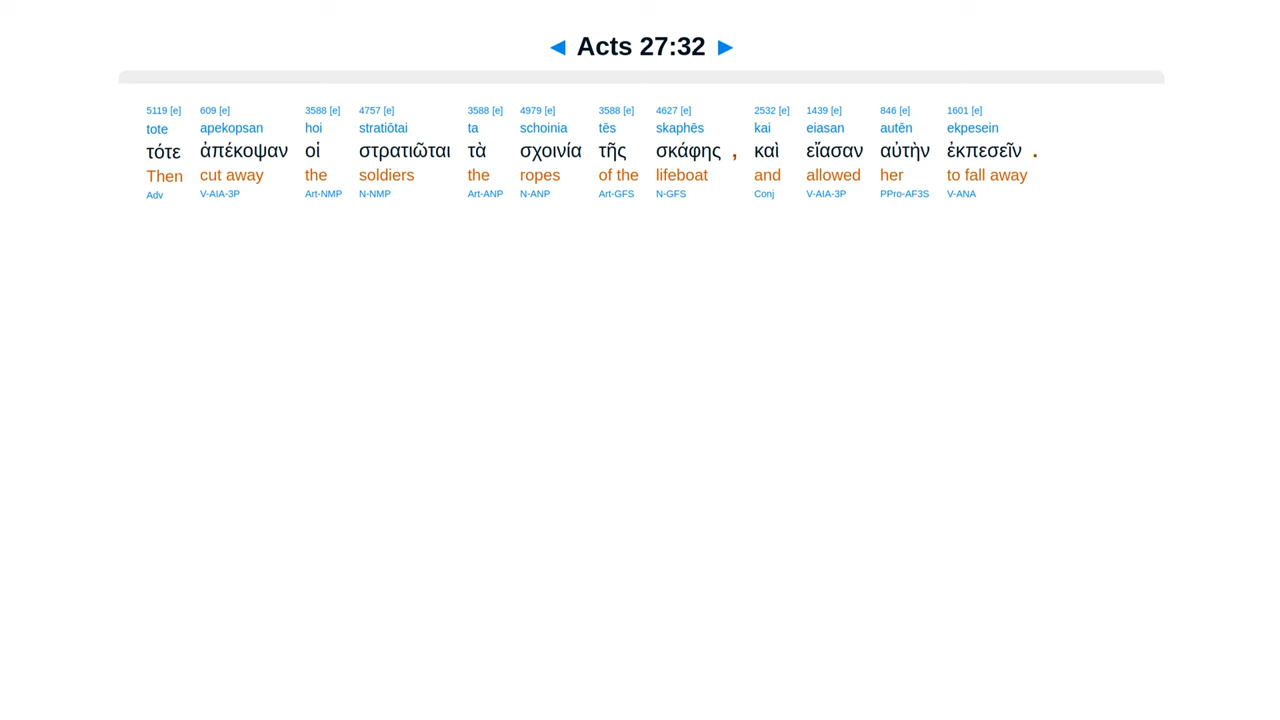 ◄ Acts 27:32 ►
5119 [e] 609 [e] 3588 [e] 4757 [e] 3588 [e] 4979 [e] 3588 [e] 4627 [e] 2532 [e] 1439 [e] 846 [e] 1601 [e]
tote apekopsan hoi stratiōtai ta schoinia tēs skaphēs kai eiasan autēn ekpesein
τότε ἀπέκοψαν οἱ στρατιῶται τὰ σχοινία τῆς σκάφης , καὶ εἴασαν αὐτὴν ἐκπεσεῖν .
Then cut away the soldiers the ropes of the lifeboat and allowed her to fall away
Adv V-AIA-3P Art-NMP N-NMP Art-ANP N-ANP Art-GFS N-GFS Conj V-AIA-3P PPro-AF3S V-ANA